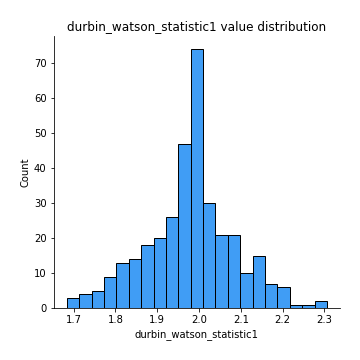 durbin_watson_statistic1 value distribution
70
60
50
40
30
20
10
0
Count
1.7 1.8 1.9 2.0 2.1 2.2 2.3
durbin_watson_statistic1